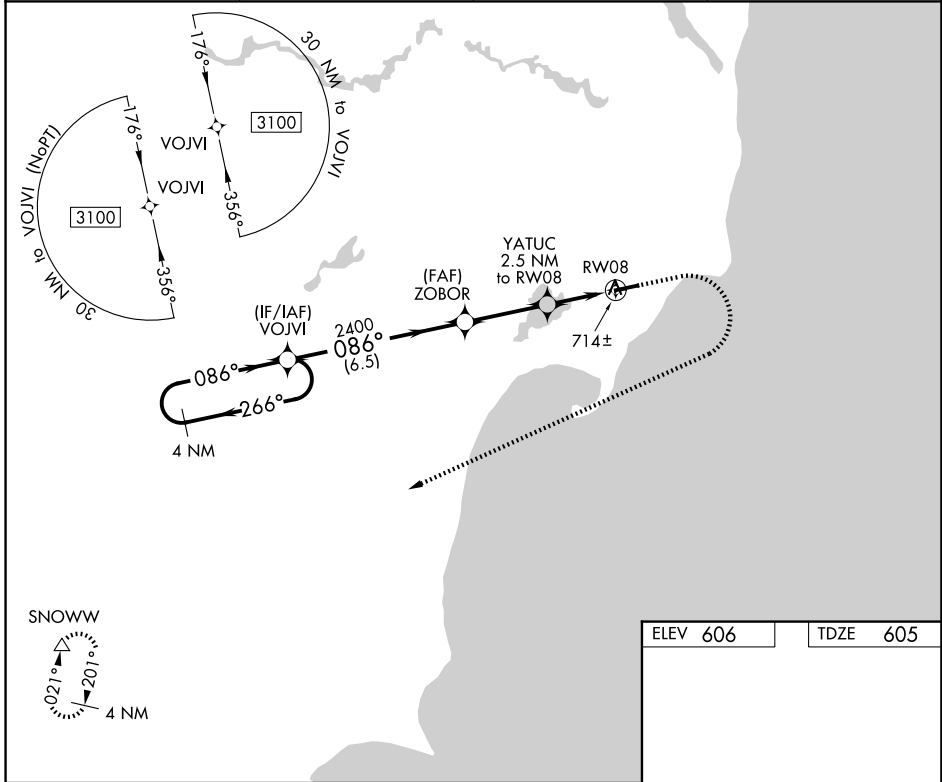 176°
30 NM to VOJVI
3100
VOJVI
356°
30 NM to VOJVI (NoPT)
176°
VOJVI
3100
356°
YATUC
2.5 NM
to RW08
RW08
(FAF)
ZOBOR
714±
(IF/IAF)
VOJVI
2400
086°
(6.5)
086°
266°
4 NM
SNOWW
021°
201°
4 NM
ELEV 606
TDZE 605